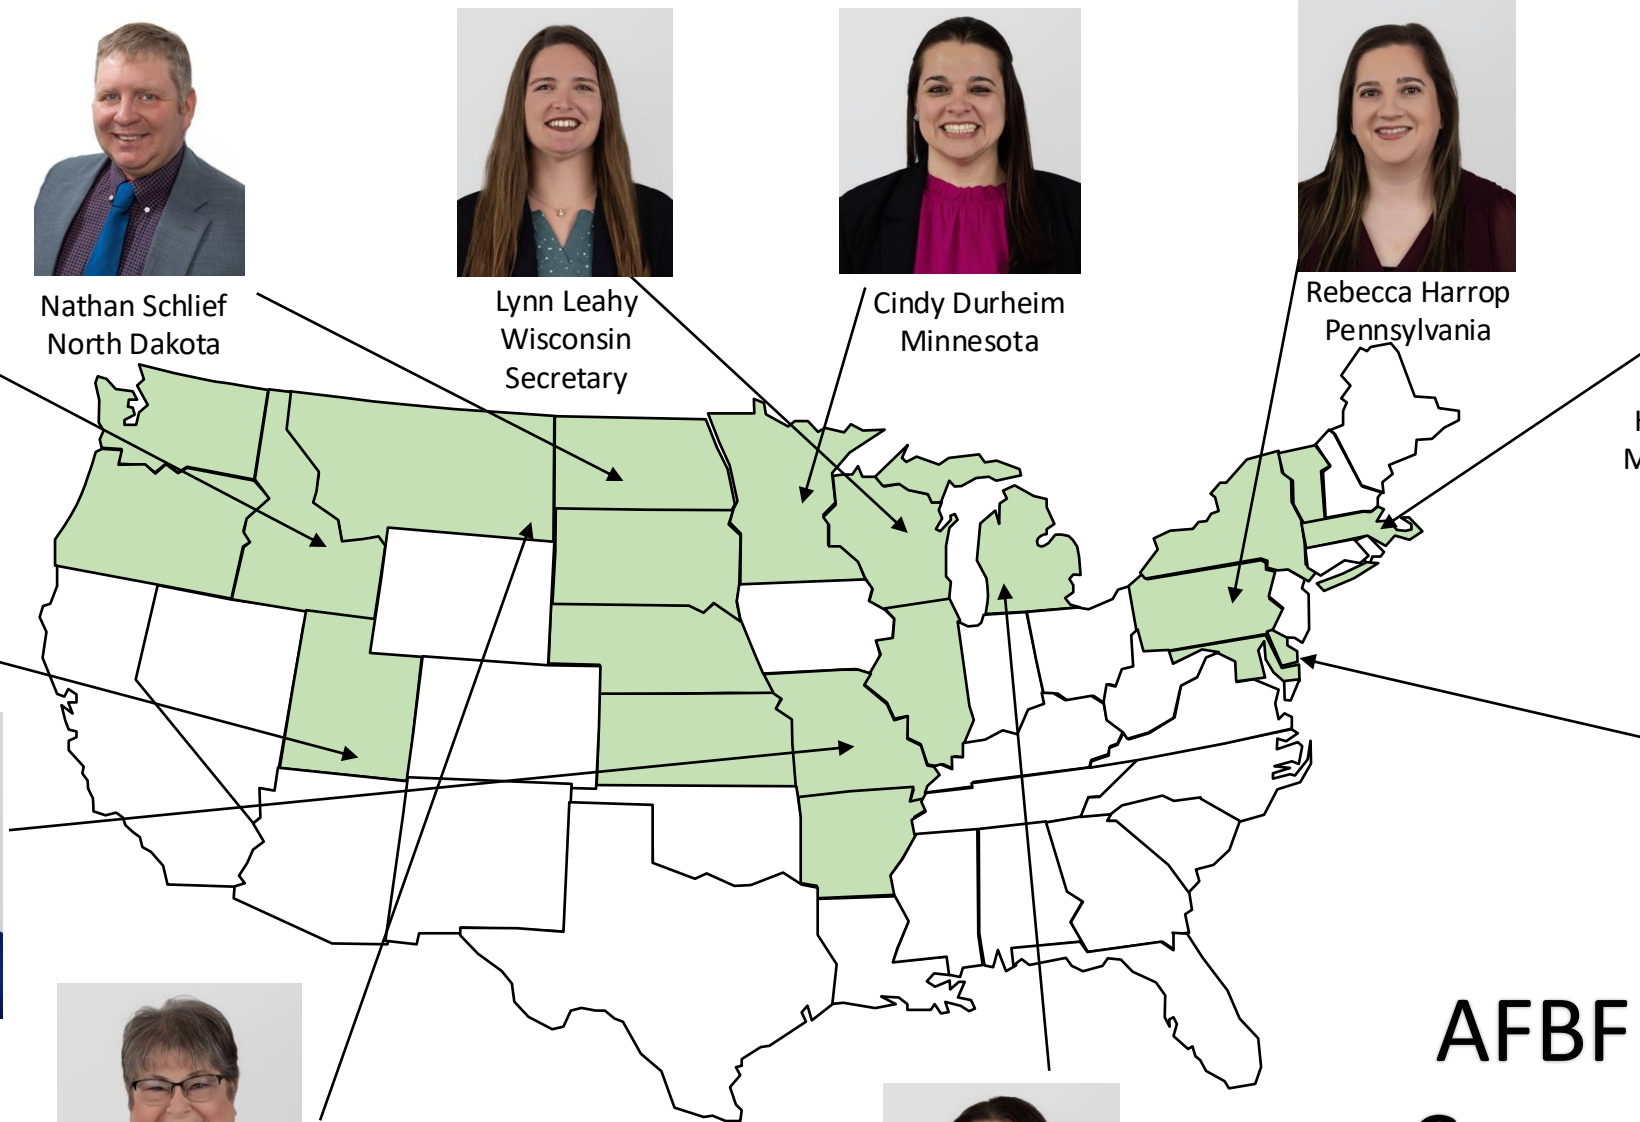 Nathan Schlief
North Dakota
Lynn Leahy
Wisconsin
Secretary
Cindy Durheim
Minnesota
Rebecca Harrop
Pennsylvania
AFBF